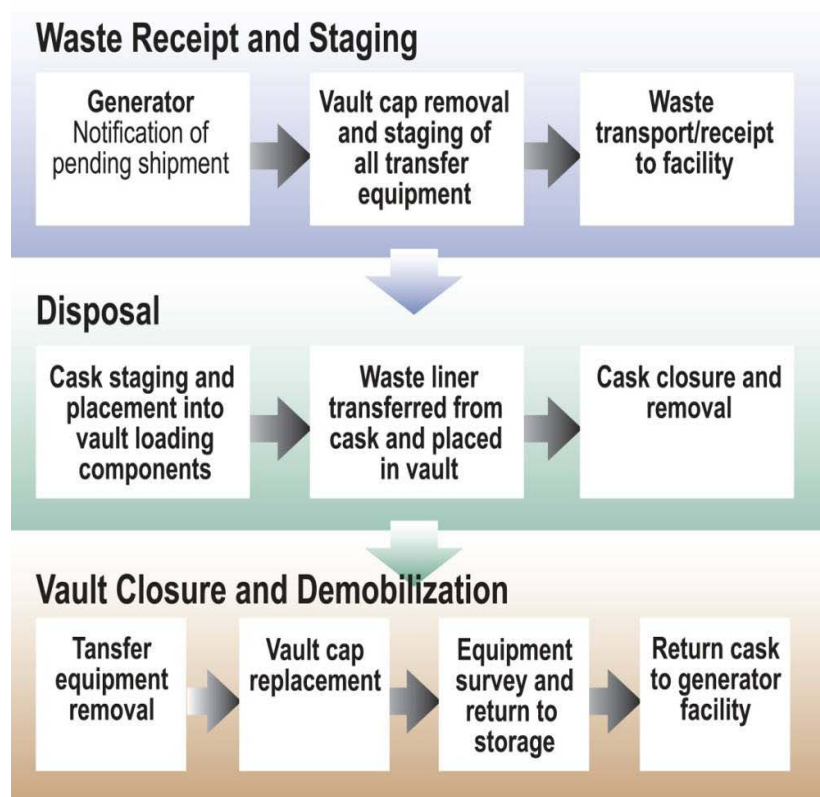 Waste Receipt and Staging
Generator
Notification of
pending shipment
Vault cap removal
and staging of
all transfer
equipment
Waste
transport/receipt
to facility
Disposal
Cask staging and
placement into
vault loading
components
Waste liner
transferred from
cask and placed
in vault
Cask closure and
removal
Vault Closure and Demobilization
Tansfer
equipment
removal
Vault cap
replacement
Equipment
survey and
return to
storage
Return cask
to generator
facility